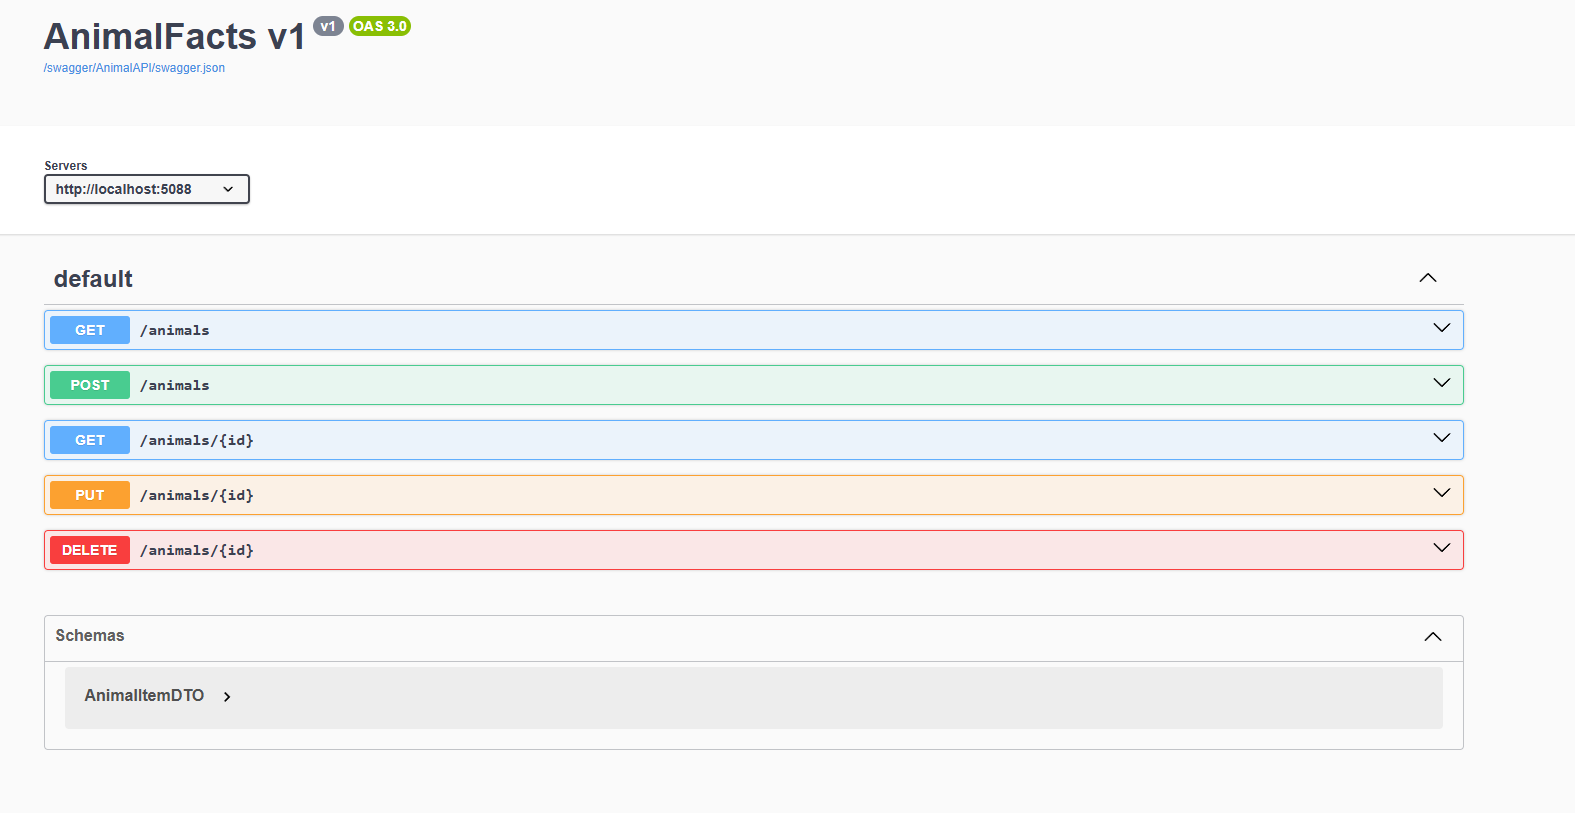 AnimalFacts v1 v1 OAS 3.0
/swagger/AnimalAPI/swagger.json
Servers
http://localhost:5088
default
GET /animals
POST /animals
GET /animals/{id}
PUT /animals/{id}
DELETE /animals/{id}
Schemas
AnimalItemDTO